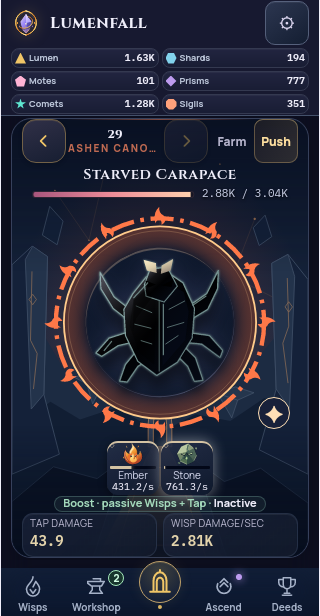 LUMENFALL
Lumen 1.63K
Shards 194
Motes 101
Prisms 777
Comets 1.28K
Sigils 351
29
ASHEN CANO…
Farm
Push
STARVED CARAPACE
2.88K / 3.04K
Ember
431.2/s
Stone
761.3/s
Boost · passive Wisps + Tap · Inactive
TAP DAMAGE
43.9
WISP DAMAGE/SEC
2.81K
Wisps
Workshop
2
Ascend
Deeds